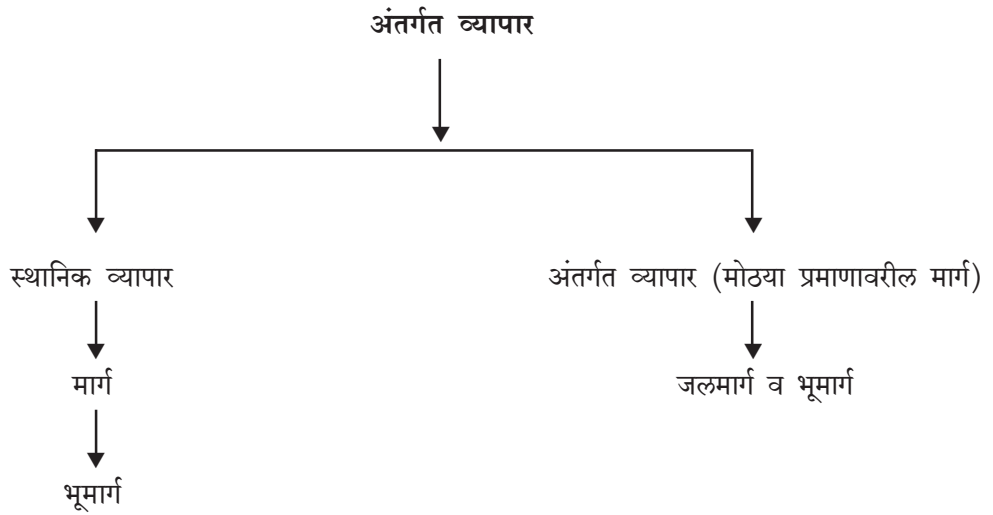 अंतर्गत व्यापार
स्थानिक व्यापार
अंतर्गत व्यापार (मोठया प्रमाणावरील मार्ग)
मार्ग
जलमार्ग व भूमार्ग
भूमार्ग